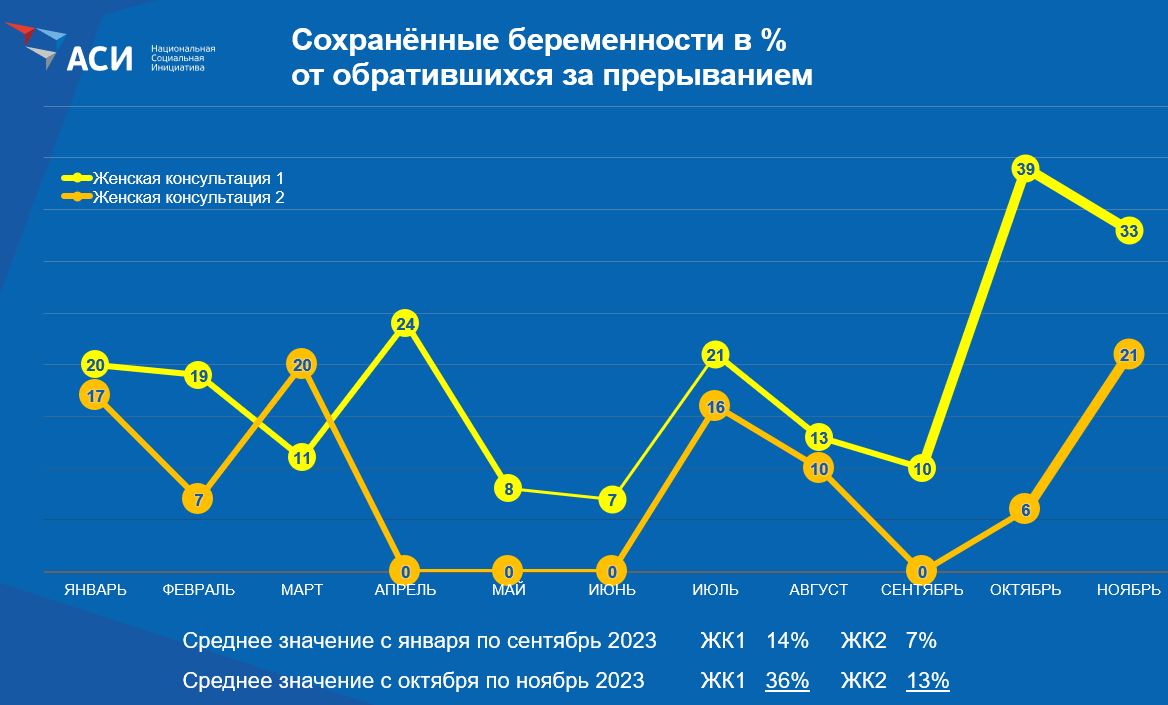 АСИ
Национальная
Социальная
Инициатива
Сохранённые беременности в %
от обратившихся за прерыванием
Женская консультация 1
Женская консультация 2
39
33
24
20
19
11
8
7
21
13
10
17
7
20
0
0
0
16
10
0
6
21
ЯНВАРЬ ФЕВРАЛЬ МАРТ АПРЕЛЬ МАЙ ИЮНЬ ИЮЛЬ АВГУСТ СЕНТЯБРЬ ОКТЯБРЬ НОЯБРЬ
Среднее значение с января по сентябрь 2023 ЖК1 14% ЖК2 7%
Среднее значение с октября по ноябрь 2023 ЖК1 36% ЖК2 13%